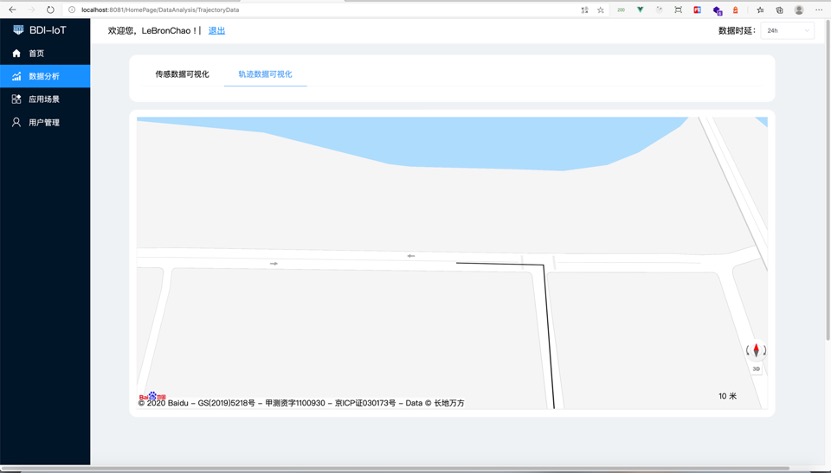 localhost:8081/HomePage/DataAnalysis/TrajectoryData
BDI-IoT
欢迎您，LeBronChao！| 退出
数据时延：
24h
首页
数据分析
应用场景
用户管理
传感数据可视化
轨迹数据可视化
3D
10 米
Bai du 地图
© 2020 Baidu - GS(2019)5218号 - 甲测资字1100930 - 京ICP证030173号 - Data © 长地万方